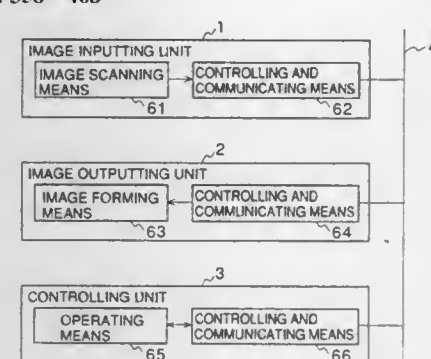 1
IMAGE INPUTTING UNIT
IMAGE SCANNING CONTROLLING AND
MEANS COMMUNICATING MEANS
61 62
2
IMAGE OUTPUTTING UNIT
IMAGE FORMING CONTROLLING AND
MEANS COMMUNICATING MEANS
63 64
3
CONTROLLING UNIT
OPERATING CONTROLLING AND
MEANS COMMUNICATING MEANS
65 66